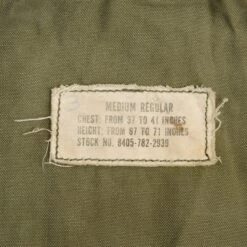 MEDIUM REGULAR
CHEST: FROM 37 TO 41 INCHES
HEIGHT: FROM 67 TO 71 INCHES
STOCK NO. 8405-782-2939